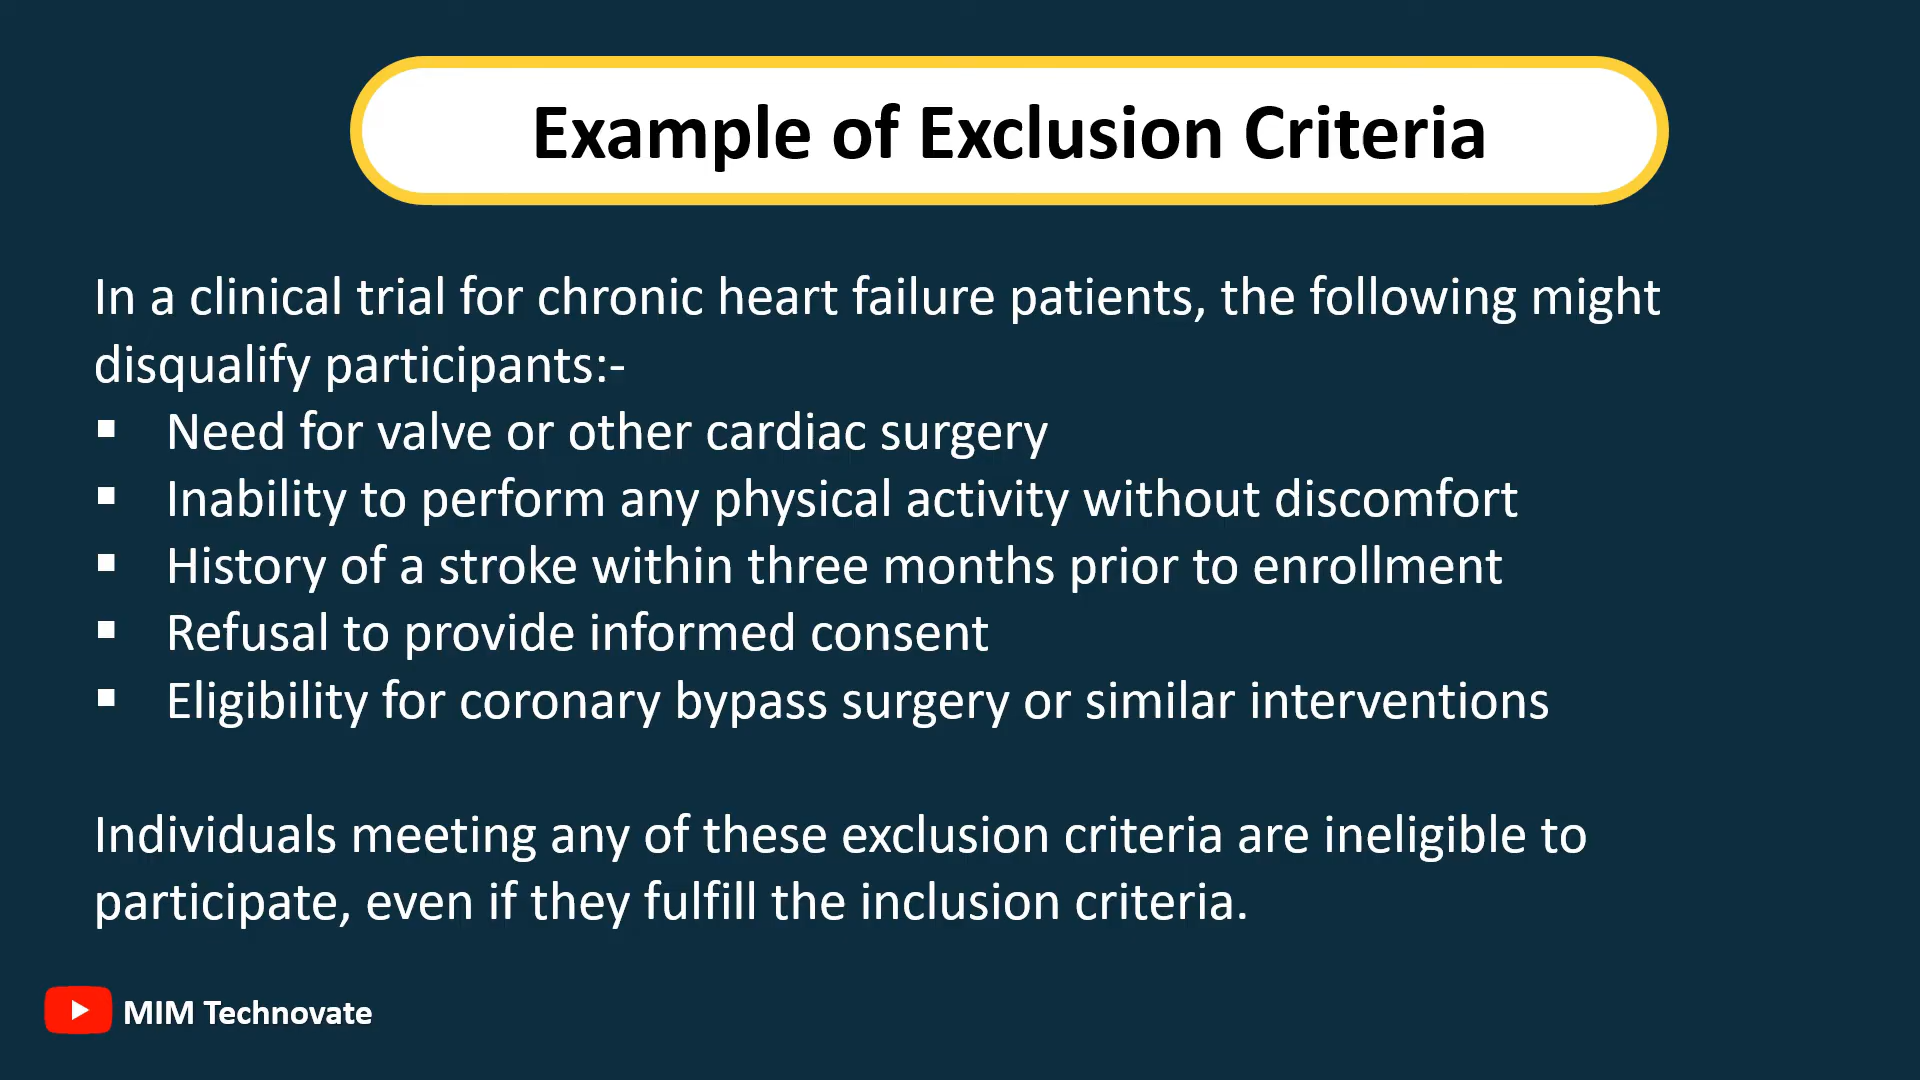 Example of Exclusion Criteria
In a clinical trial for chronic heart failure patients, the following might
disqualify participants:-
▪ Need for valve or other cardiac surgery
▪ Inability to perform any physical activity without discomfort
▪ History of a stroke within three months prior to enrollment
▪ Refusal to provide informed consent
▪ Eligibility for coronary bypass surgery or similar interventions
Individuals meeting any of these exclusion criteria are ineligible to
participate, even if they fulfill the inclusion criteria.
MIM Technovate